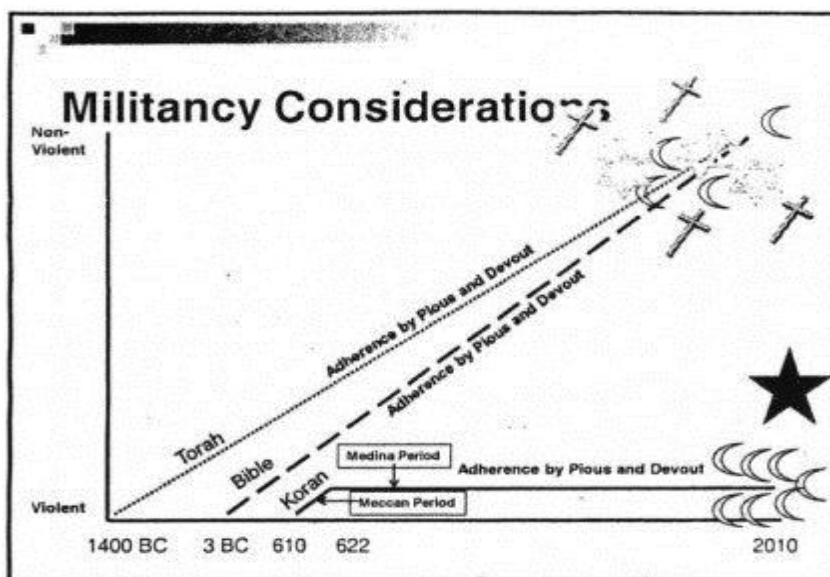 Militancy Considerations
Non-
Violent
Adherence by Pious and Devout
Adherence by Pious and Devout
Torah
Bible
Koran
Medina Period
Adherence by Pious and Devout
Meccan Period
Violent
1400 BC 3 BC 610 622 2010